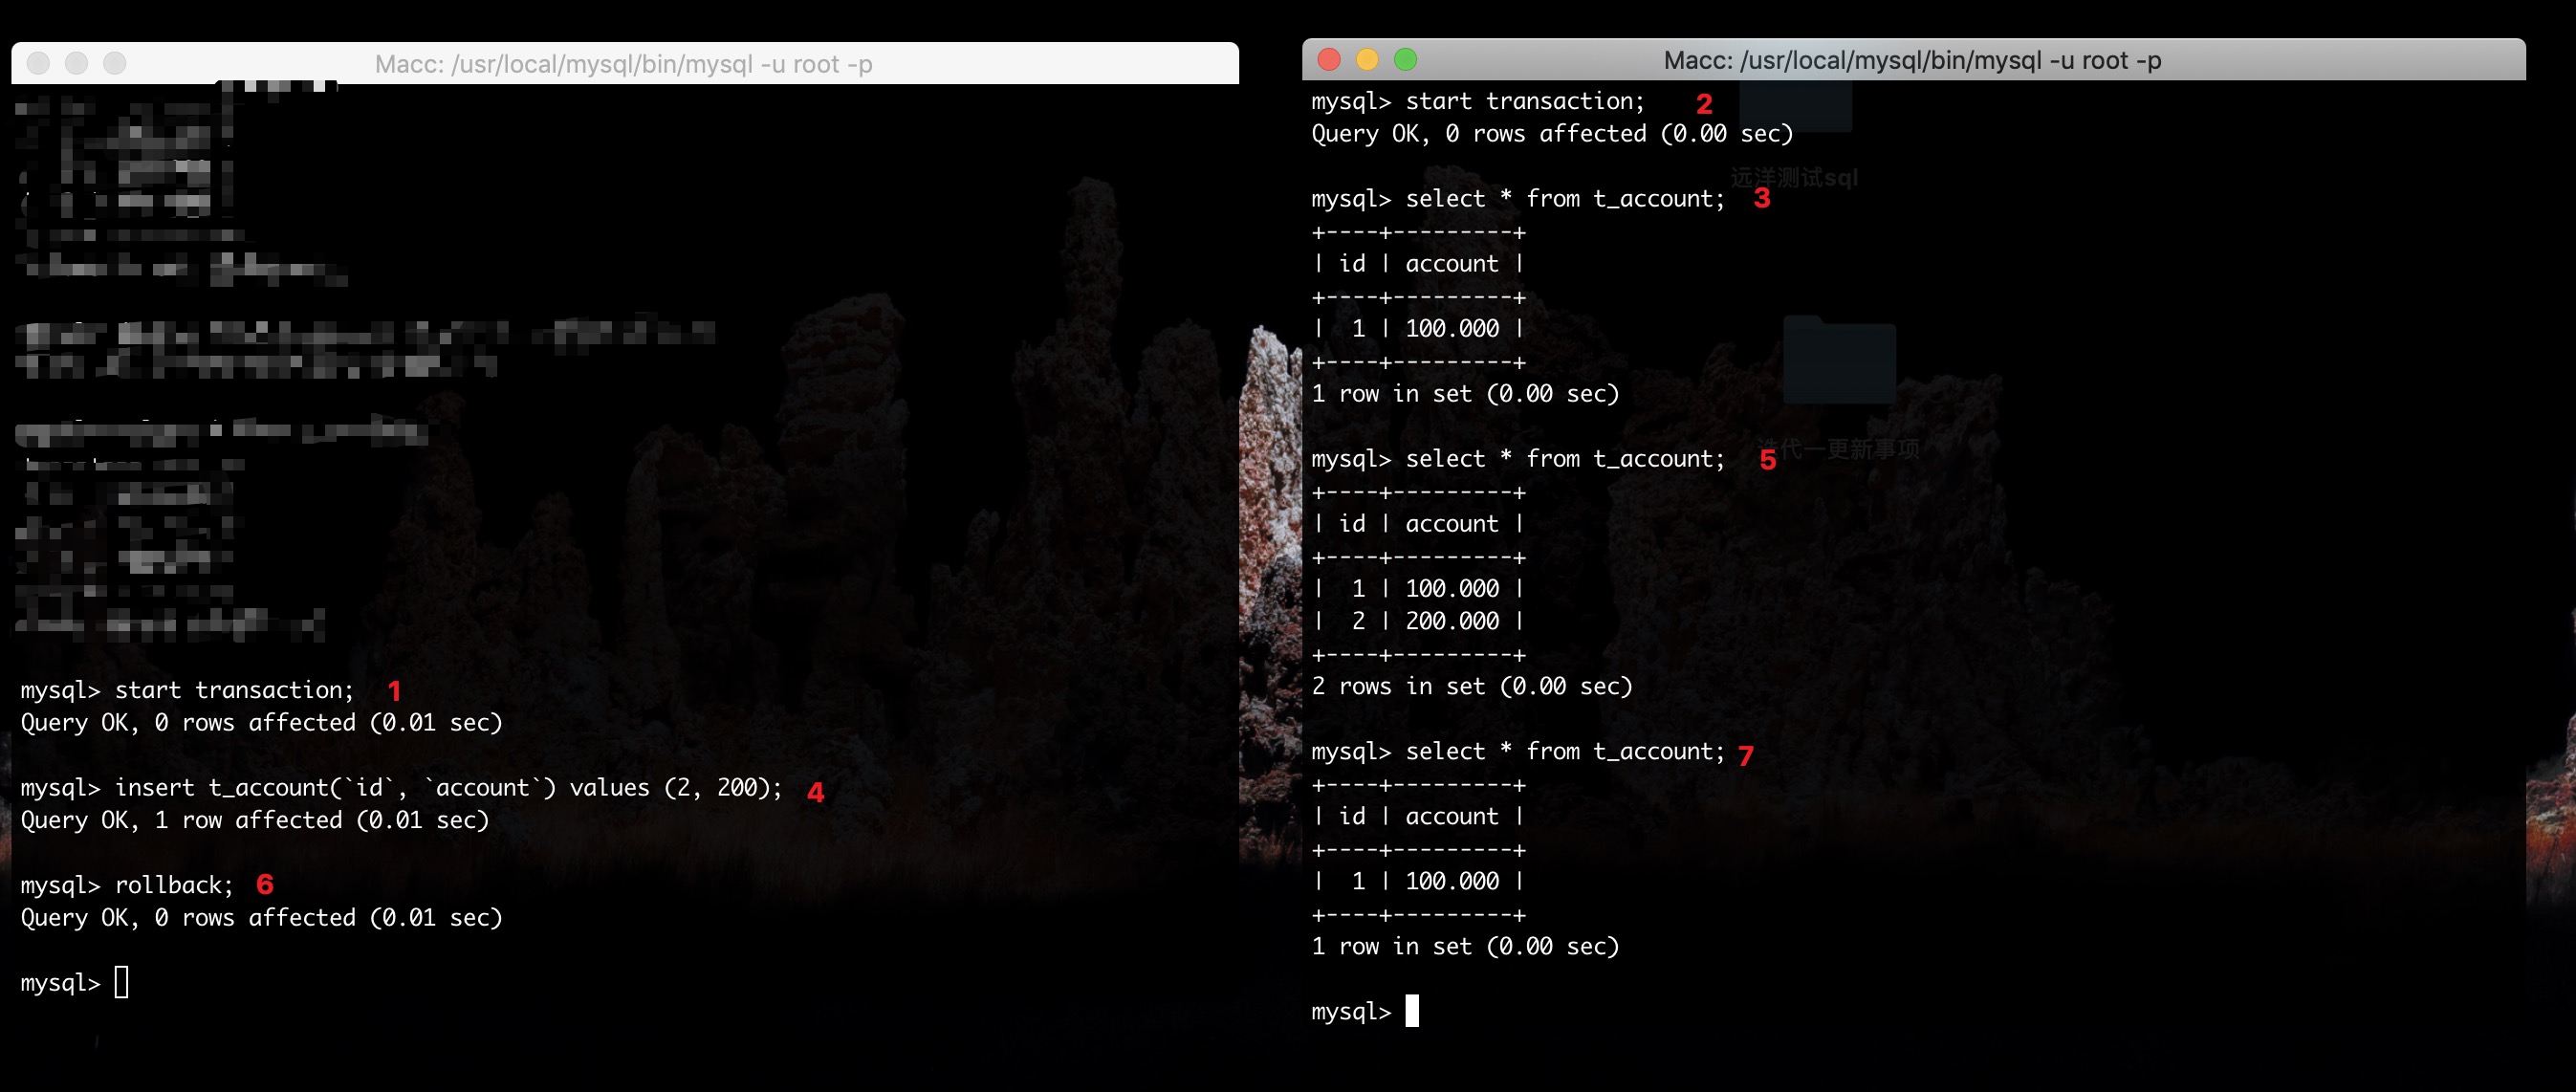 Macc: /usr/local/mysql/bin/mysql -u root -p
mysql> start transaction; 1
Query OK, 0 rows affected (0.01 sec)
mysql> insert t_account(`id`, `account`) values (2, 200); 4
Query OK, 1 row affected (0.01 sec)
mysql> rollback; 6
Query OK, 0 rows affected (0.01 sec)
mysql>
Macc: /usr/local/mysql/bin/mysql -u root -p
mysql> start transaction; 2
Query OK, 0 rows affected (0.00 sec)
远洋测试sql
mysql> select * from t_account; 3
+----+---------+
| id | account |
+----+---------+
|  1 | 100.000 |
+----+---------+
1 row in set (0.00 sec)
迭代一更新事项
mysql> select * from t_account; 5
+----+---------+
| id | account |
+----+---------+
|  1 | 100.000 |
|  2 | 200.000 |
+----+---------+
2 rows in set (0.00 sec)
mysql> select * from t_account; 7
+----+---------+
| id | account |
+----+---------+
|  1 | 100.000 |
+----+---------+
1 row in set (0.00 sec)
mysql>